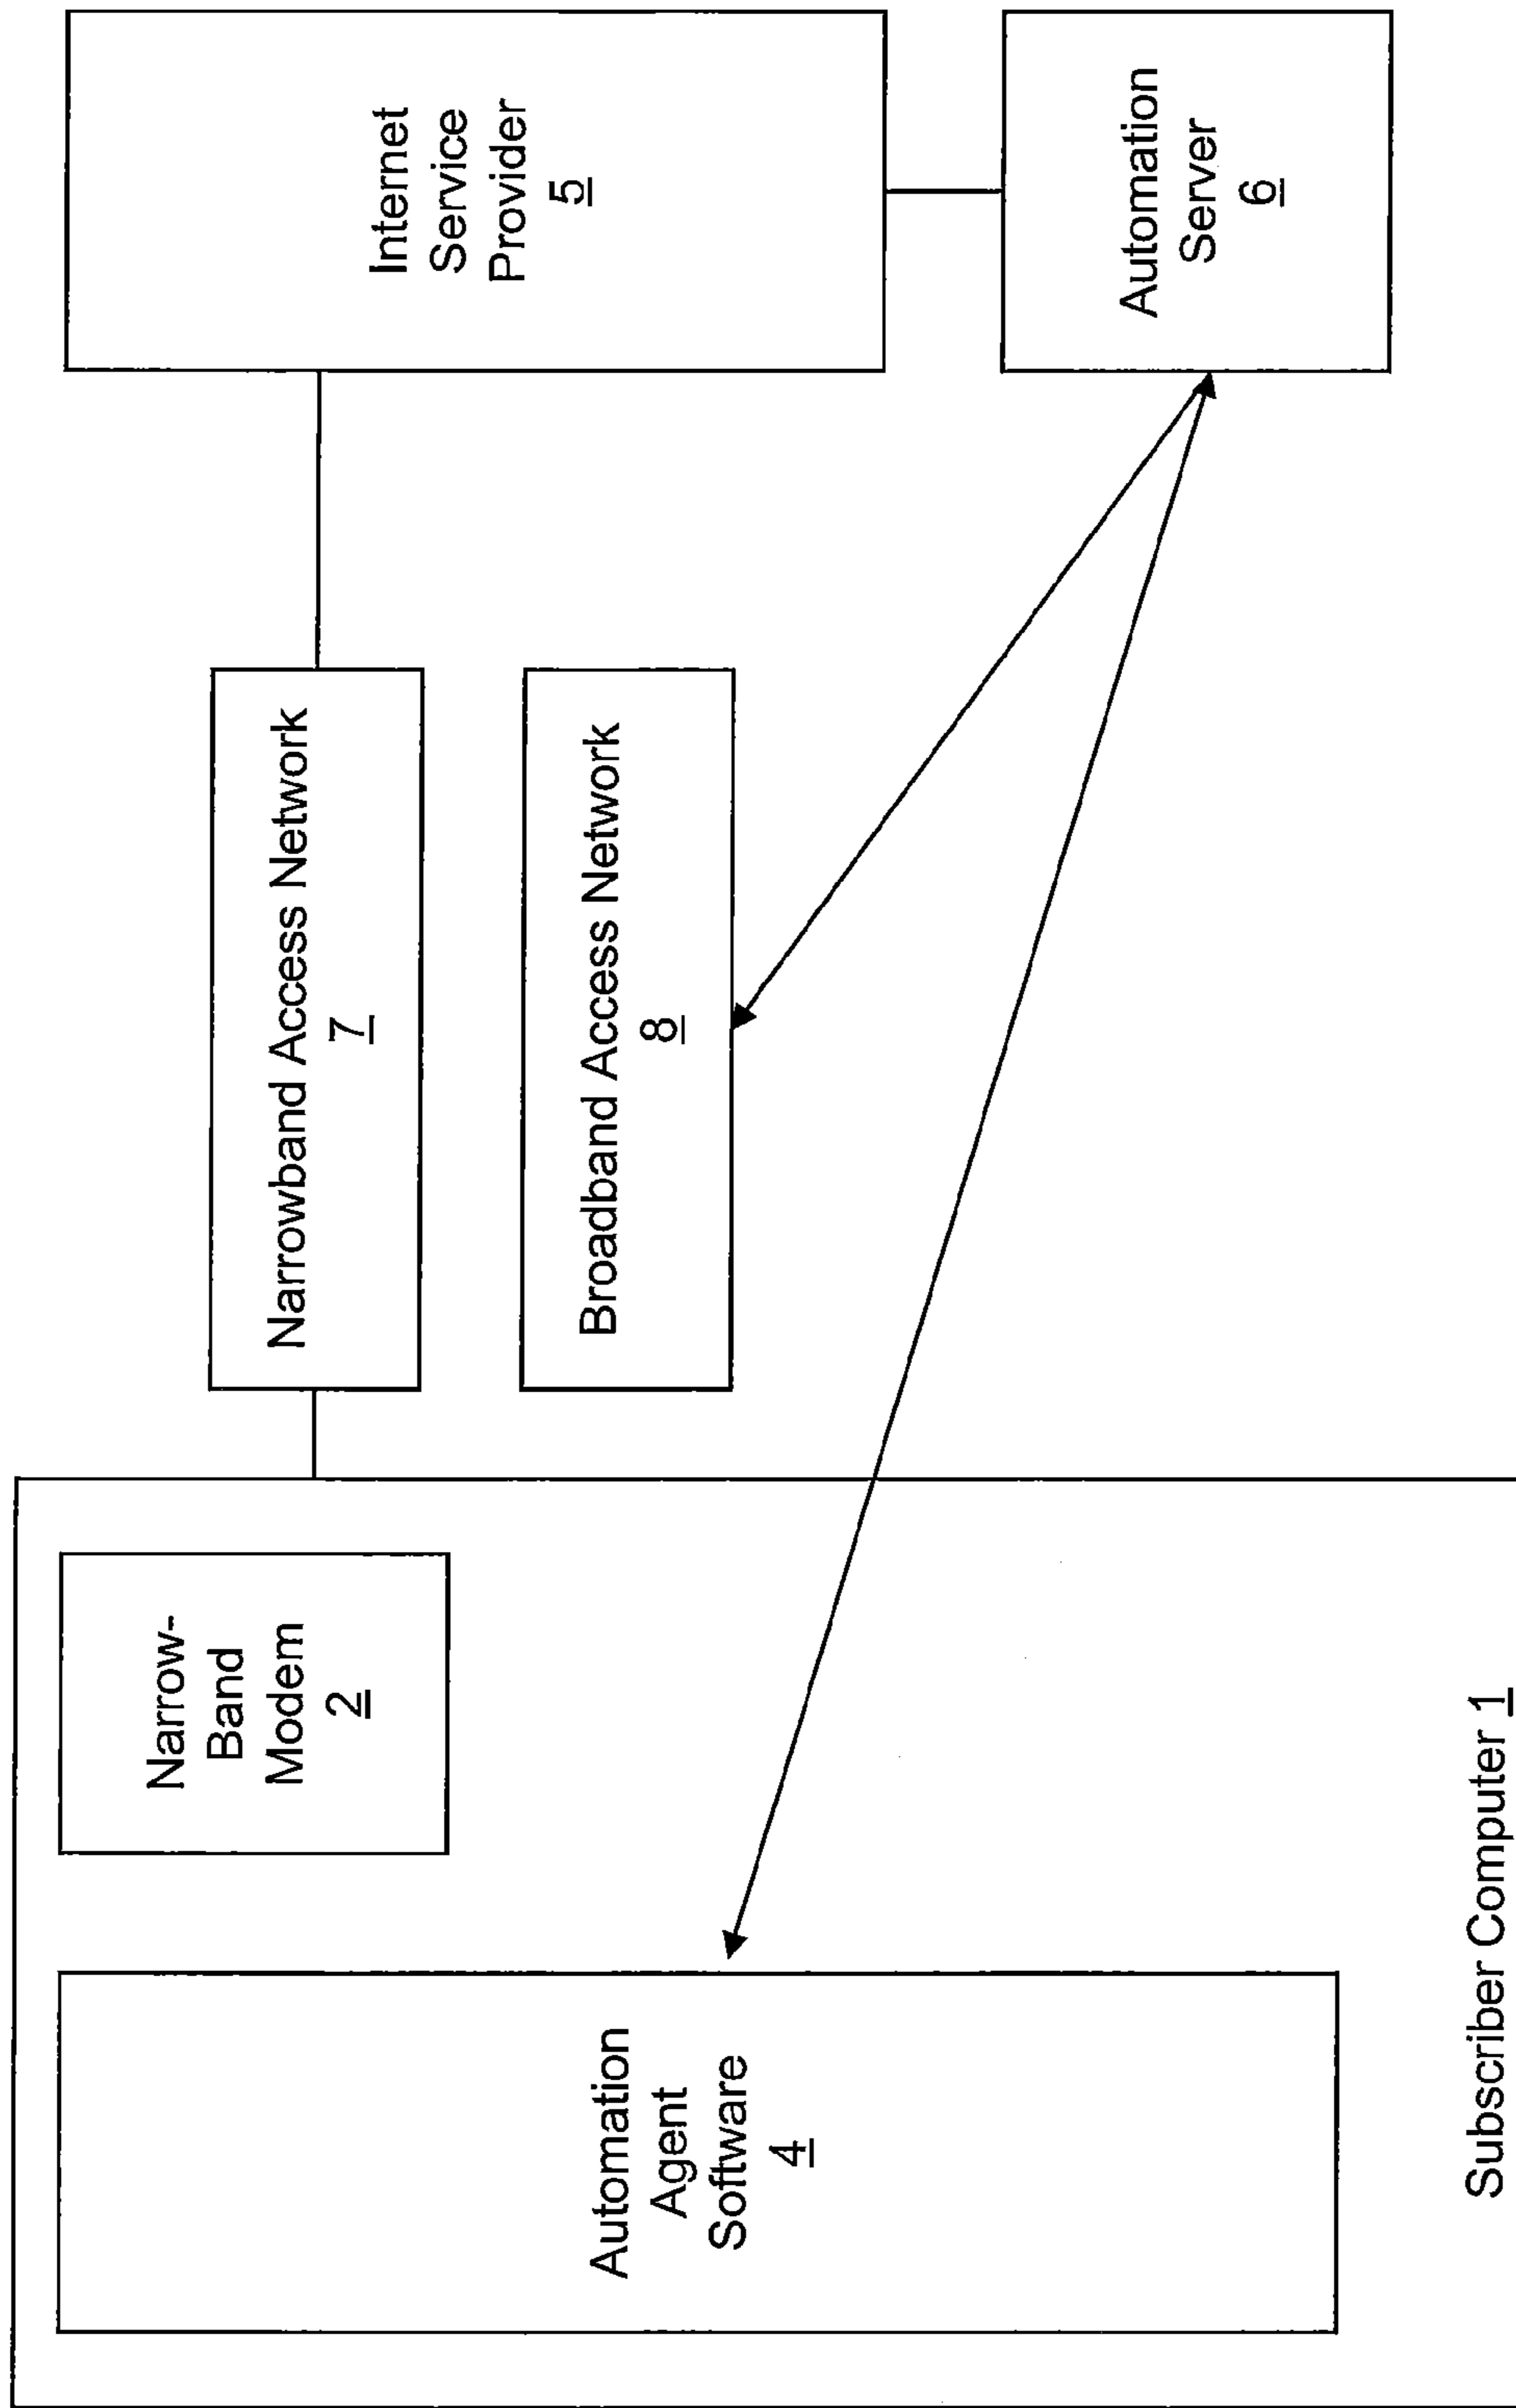 Automation
Agent
Software
4
Narrow-
Band
Modem
2
Subscriber Computer 1
Narrowband Access Network
7
Broadband Access Network
8
Internet
Service
Provider
5
Automation
Server
6